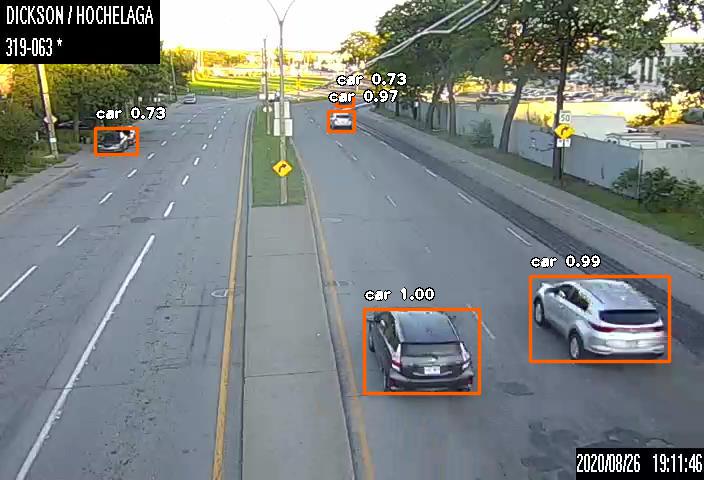 DICKSON / HOCHELAGA
319-063 *
car 0.73
car 0.73
car 0.97
50
car 0.99
car 1.00
2020/08/26 19:11:46